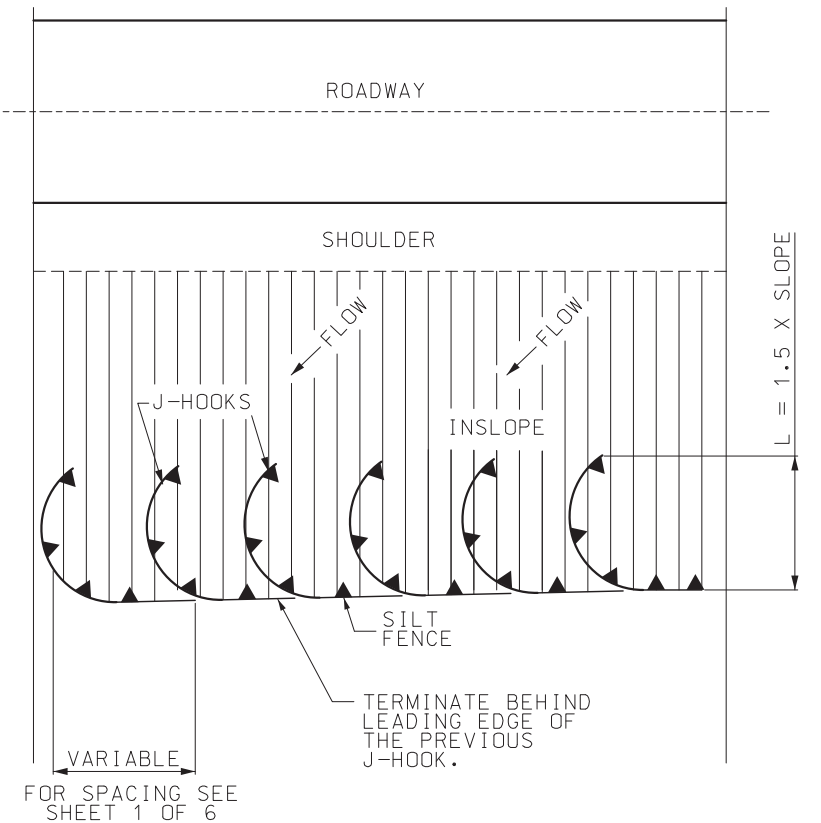 ROADWAY
SHOULDER
FLOW
FLOW
L = 1.5 X SLOPE
J-HOOKS
INSLOPE
SILT
FENCE
TERMINATE BEHIND
LEADING EDGE OF
THE PREVIOUS
J-HOOK.
VARIABLE
FOR SPACING SEE
SHEET 1 OF 6